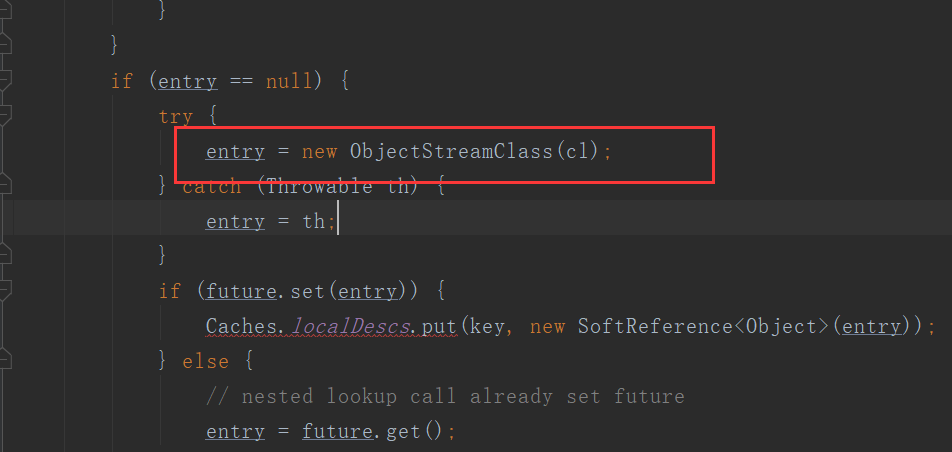 }
}
if (entry == null) {
try {
entry = new ObjectStreamClass(cl);
} catch (Throwable th) {
entry = th;
}
if (future.set(entry)) {
Caches.localDescs.put(key, new SoftReference<Object>(entry));
} else {
// nested lookup call already set future
entry = future.get();